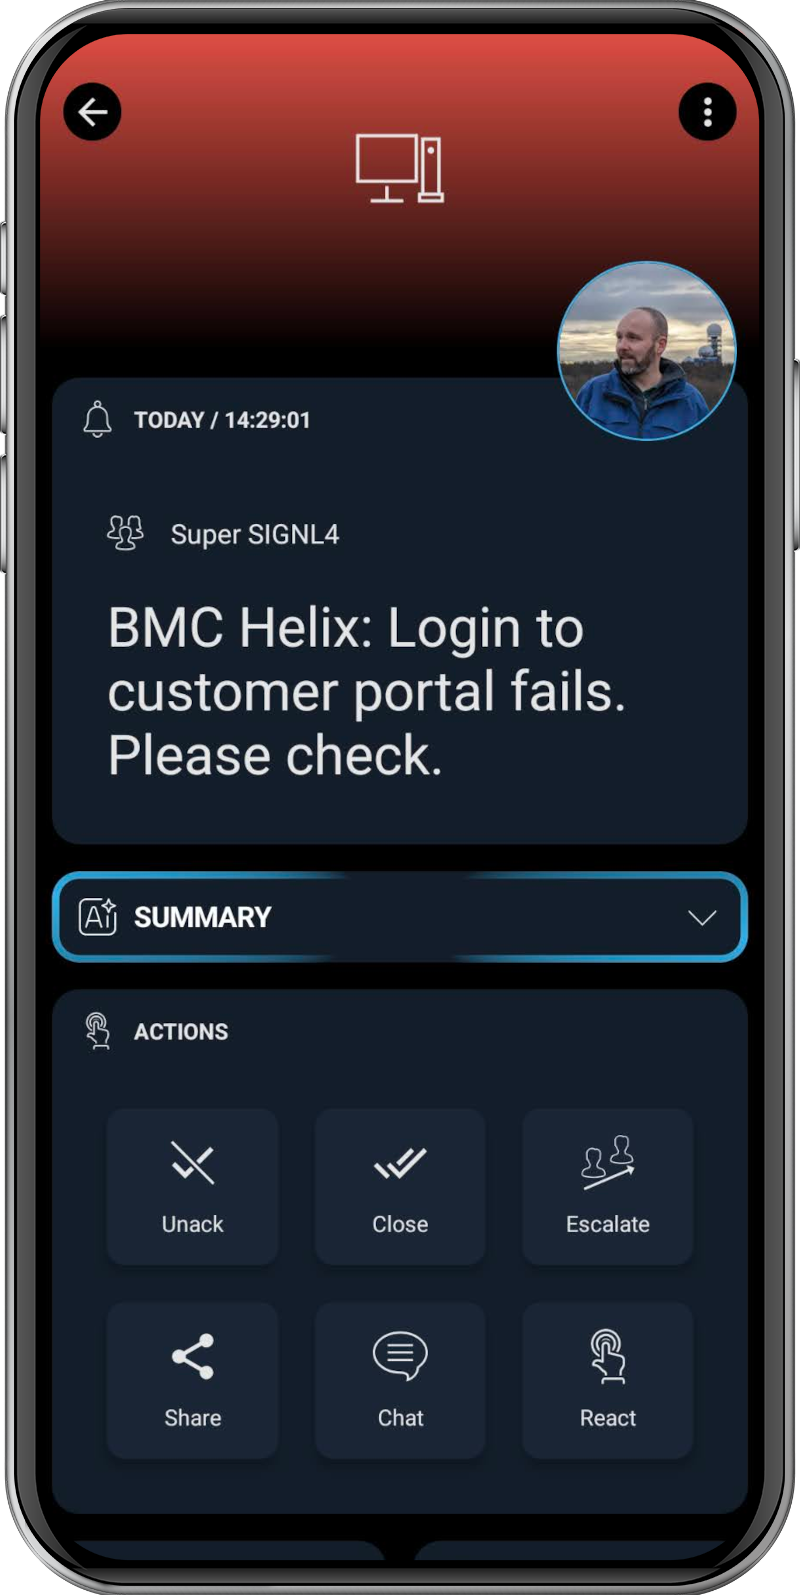 TODAY / 14:29:01
Super SIGNL4
BMC Helix: Login to
customer portal fails.
Please check.
Ai SUMMARY
ACTIONS
Unack Close Escalate
Share Chat React